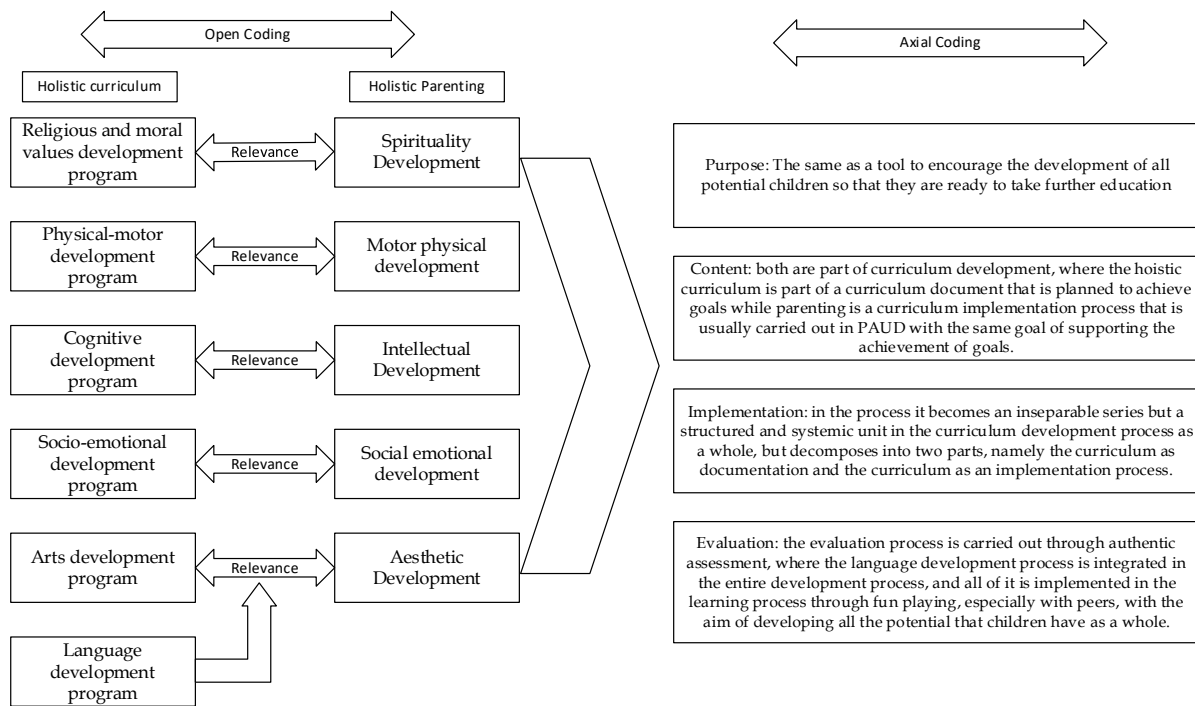 Open Coding
Axial Coding
Holistic curriculum
Holistic Parenting
Religious and moral
values development
program
Relevance
Spirituality
Development
Physical-motor
development
program
Relevance
Motor physical
development
Cognitive
development
program
Relevance
Intellectual
Development
Socio-emotional
development
program
Relevance
Social emotional
development
Arts development
program
Relevance
Aesthetic
Development
Language
development
program
Purpose: The same as a tool to encourage the development of all
potential children so that they are ready to take further education
Content: both are part of curriculum development, where the hoistic
curriculum is part of a curriculum document that is planned to achieve
goals while parenting is a curriculum implementation process that is
usually carried out in PAUD with the same goal of supporting the
achievement of goals.
Implementation: in the process it becomes an inseparable series but a
structured and systemic unit in the curriculum development process as
a whole, but decomposes into two parts, namely the curriculum as
documentation and the curriculum as an implementation process.
Evaluation: the evaluation process is carried out through authentic
assessment, where the language development process is integrated in
the entire development process, and all of it is implemented in the
learning process through fun playing, especially with peers, with the
aim of developing all the potential that children have as a whole.